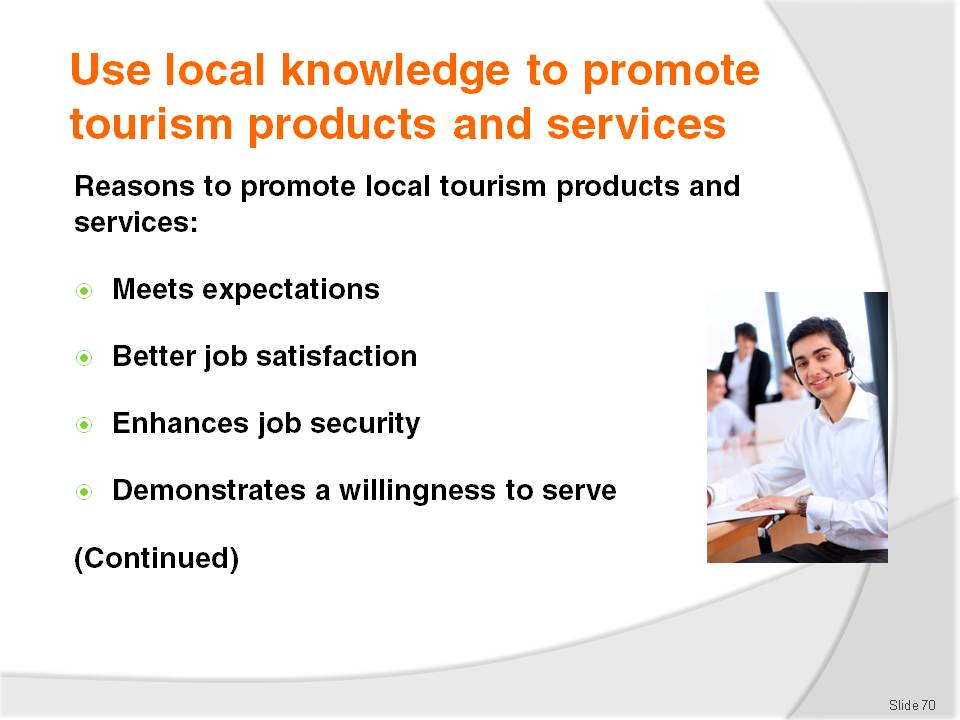 Use local knowledge to promote
tourism products and services
Reasons to promote local tourism products and
services:
Meets expectations
Better job satisfaction
Enhances job security
Demonstrates a willingness to serve
(Continued)
Slide 70